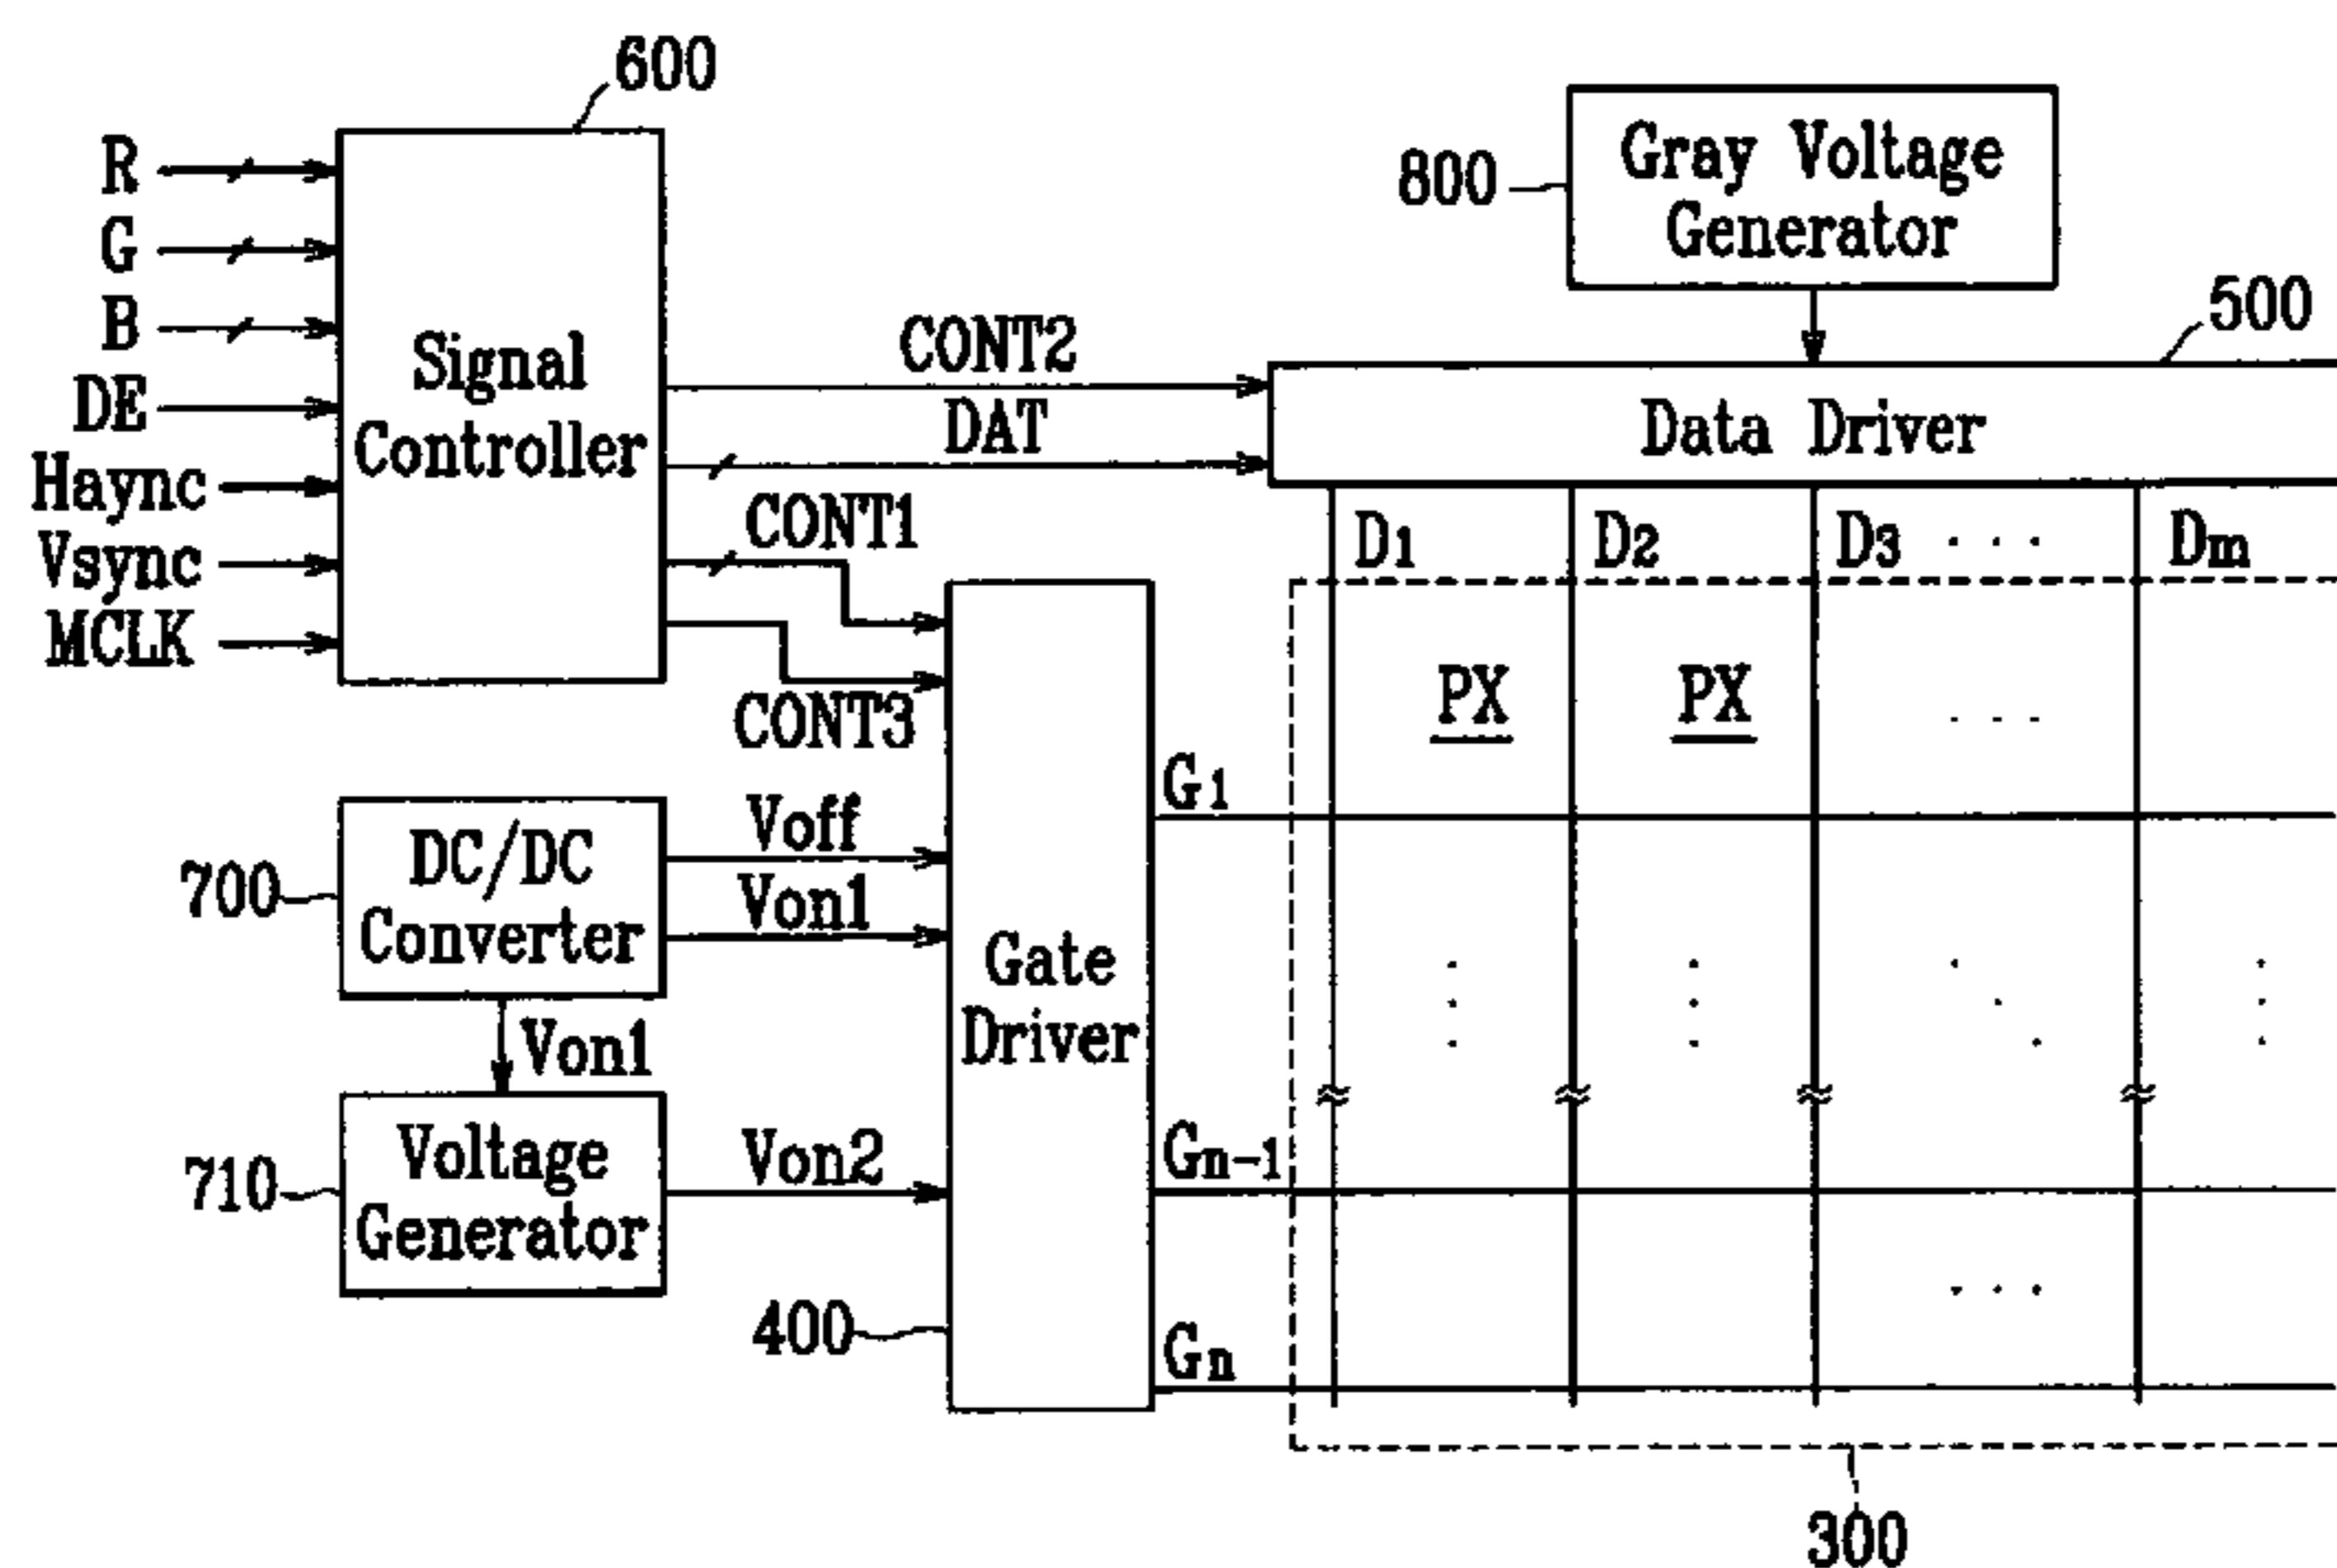 600
R
G
B
DE
Haync
Vsync
MCLK
Signal
Controller
CONT2
DAT
CONT1
CONT3
800
Gray Voltage
Generator
500
Data Driver
D1 D2 D3 ... Dm
PX PX ...
G1
700
DC/DC
Converter
Voff
Von1
Von1
710
Voltage
Generator
Von2
Gate
Driver
400
Gn-1
Gn
300